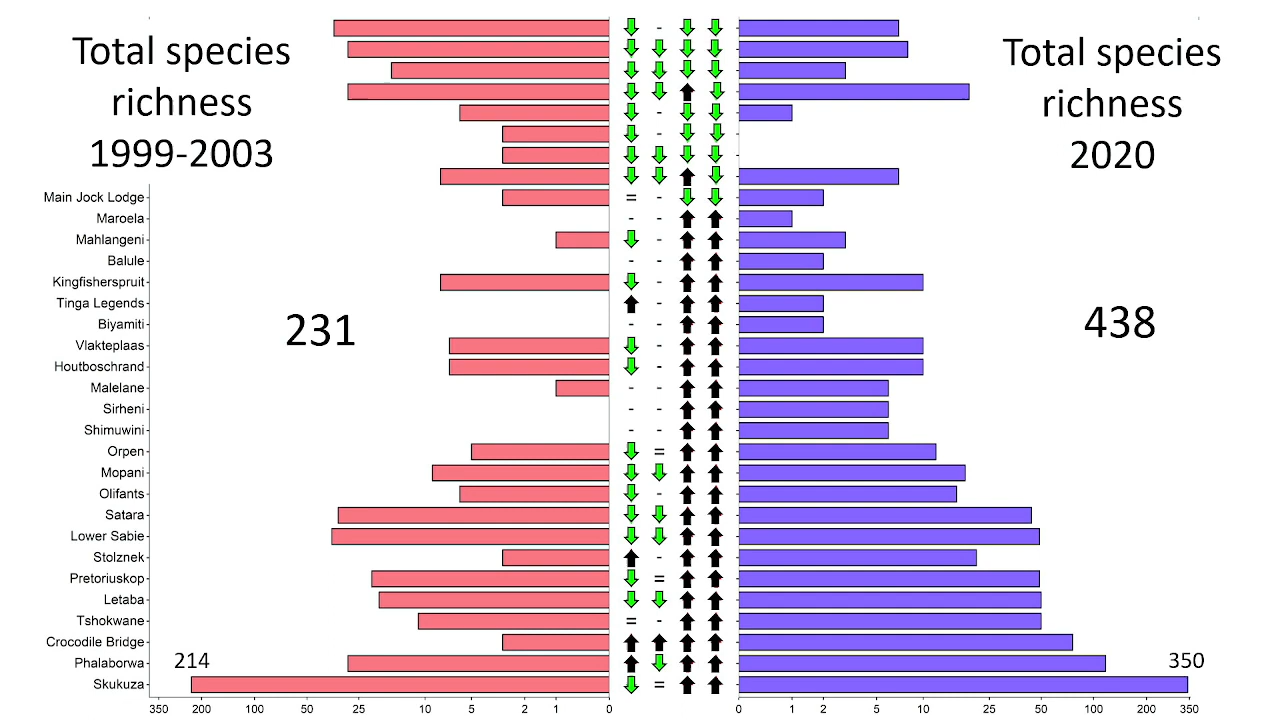 Total species
richness
1999-2003
Total species
richness
2020
Main Jock Lodge
Maroela
Mahlangeni
Balule
Kingfisherspruit
Tinga Legends
Biyamiti
Vlakteplaas
Houtboschrand
Malelane
Sirheni
Shimuwini
Orpen
Mopani
Olifants
Satara
Lower Sabie
Stolznek
Pretoriuskop
Letaba
Tshokwane
Crocodile Bridge
Phalaborwa
Skukuza
231
438
214
350
350 200 100 50 25 10 5 2 1 0
0 1 2 5 10 25 50 100 200 350